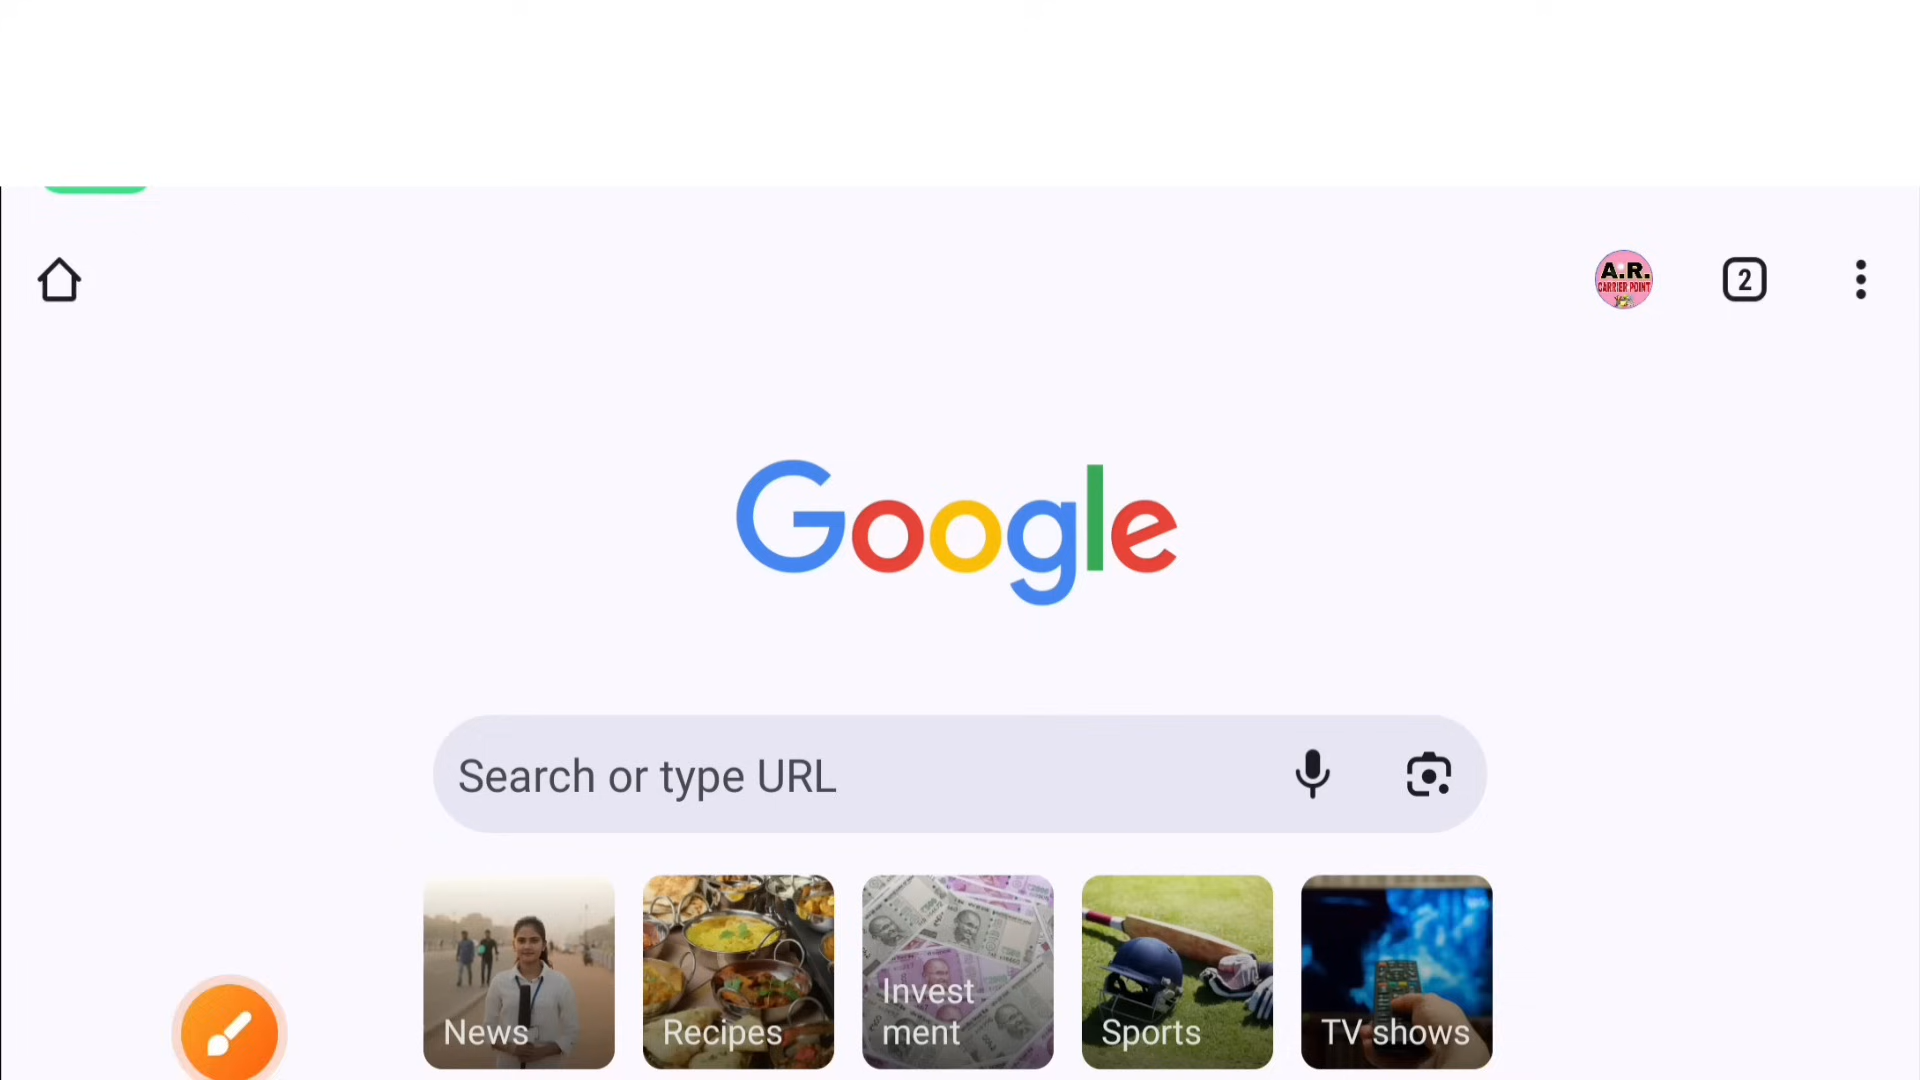 A.R.
CARRIER POINT
2
Google
Search or type URL
News
Recipes
Invest
ment
Sports
TV shows